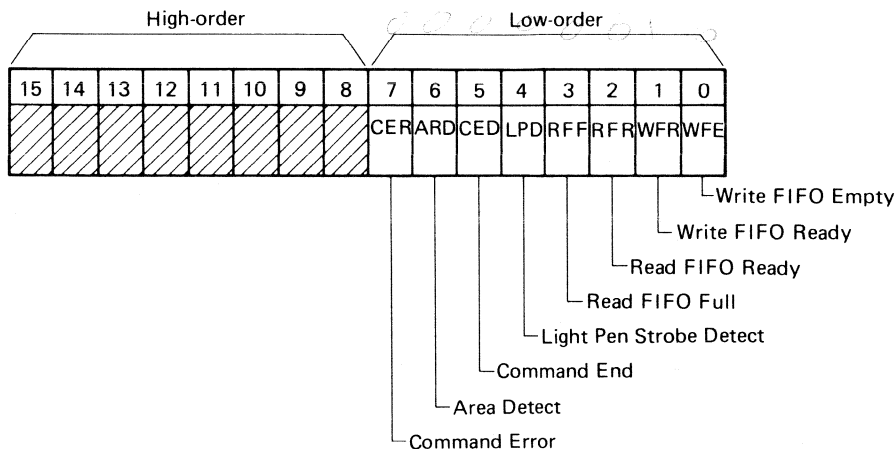 High-order Low-order
15 14 13 12 11 10 9 8 7 6 5 4 3 2 1 0
CER ARD CED LPD RFF RFR WFR WFE
Write FIFO Empty
Write FIFO Ready
Read FIFO Ready
Read FIFO Full
Light Pen Strobe Detect
Command End
Area Detect
Command Error